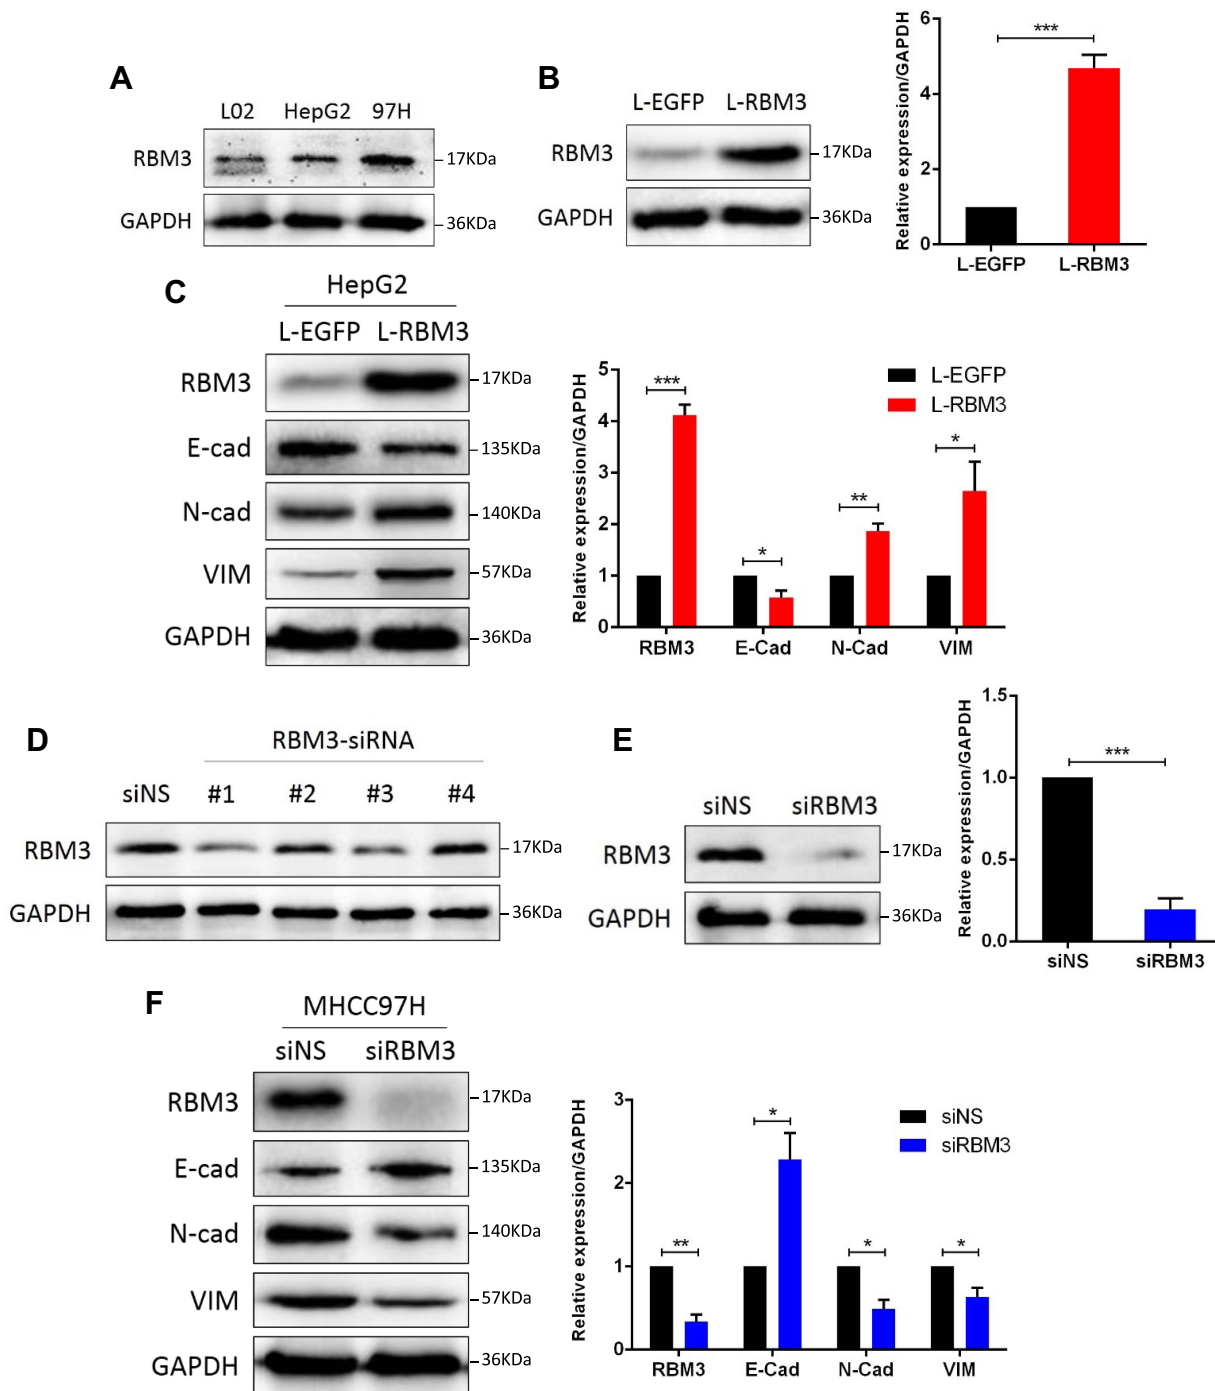 A
L02 HepG2 97H
RBM3 17KDa
GAPDH 36KDa
B
L-EGFP L-RBM3
RBM3 17KDa
GAPDH 36KDa
Relative expression/GAPDH
6
4
2
0
***
L-EGFP L-RBM3
C
HepG2
L-EGFP L-RBM3
RBM3 17KDa
E-cad 135KDa
N-cad 140KDa
VIM 57KDa
GAPDH 36KDa
Relative expression/GAPDH
5
4
3
2
1
0
*** * ** *
L-EGFP
L-RBM3
RBM3 E-Cad N-Cad VIM
D
RBM3-siRNA
siNS #1 #2 #3 #4
RBM3 17KDa
GAPDH 36KDa
E
siNS siRBM3
RBM3 17KDa
GAPDH 36KDa
Relative expression/GAPDH
1.5
1.0
0.5
0.0
***
siNS siRBM3
F
MHCC97H
siNS siRBM3
RBM3 17KDa
E-cad 135KDa
N-cad 140KDa
VIM 57KDa
GAPDH 36KDa
Relative expression/GAPDH
3
2
1
0
** * * *
siNS
siRBM3
RBM3 E-Cad N-Cad VIM